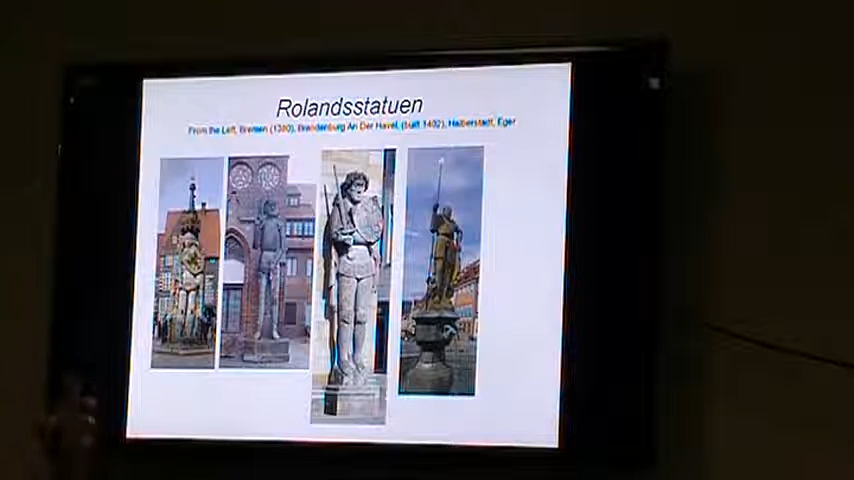 Rolandsstatuen
From the Left, Bremen (1380), Brandenburg An Der Havel, (built 1402), Halberstadt, Eger